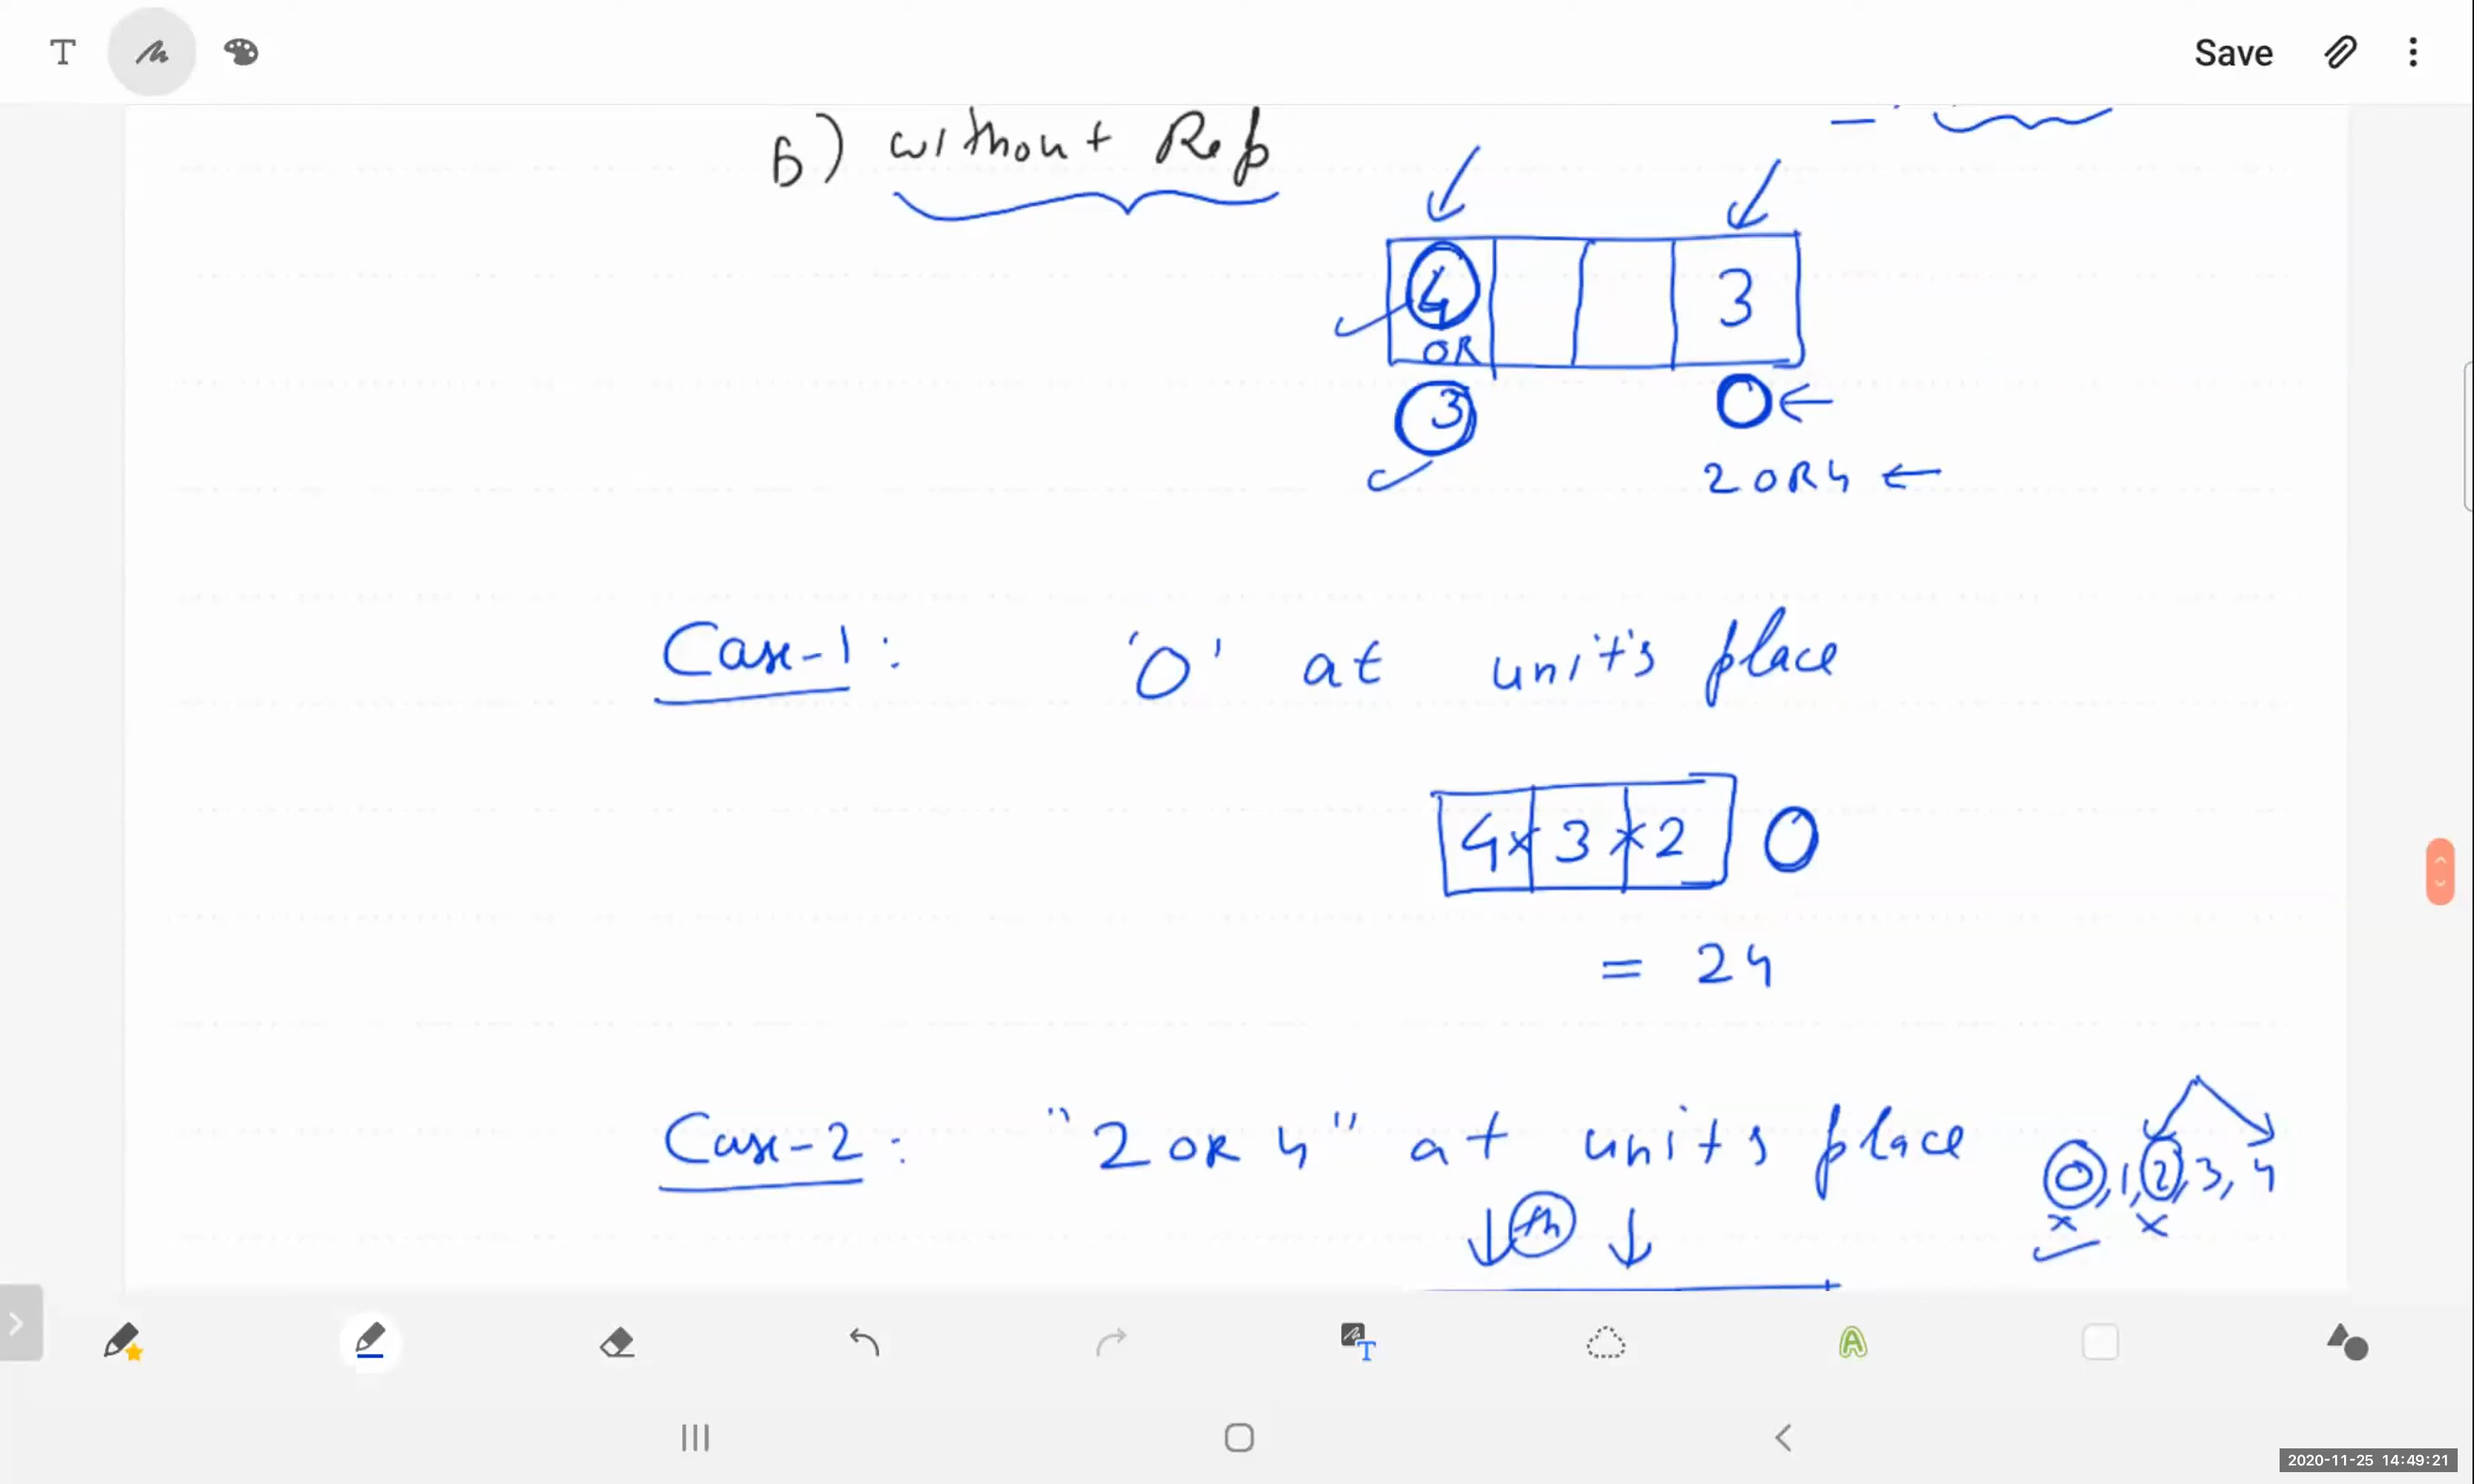 T Save
B) without Rep
4 3
OR
3 0
2 OR 4
Case-1: '0' at unit's place
4 × 3 × 2 0
= 24
Case-2: "2 OR 4" at unit's place 0, 1, 2, 3, 4
Th × ×
T A
2020-11-25 14:49:21